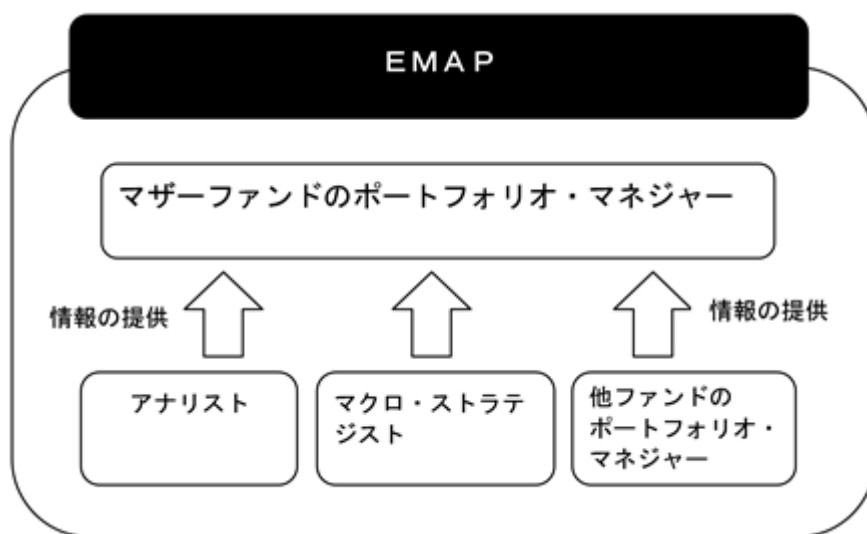 EMAP
マザーファンドのポートフォリオ・マネジャー
情報の提供
情報の提供
アナリスト
マクロ・ストラテ
ジスト
他ファンドの
ポートフォリオ・
マネジャー